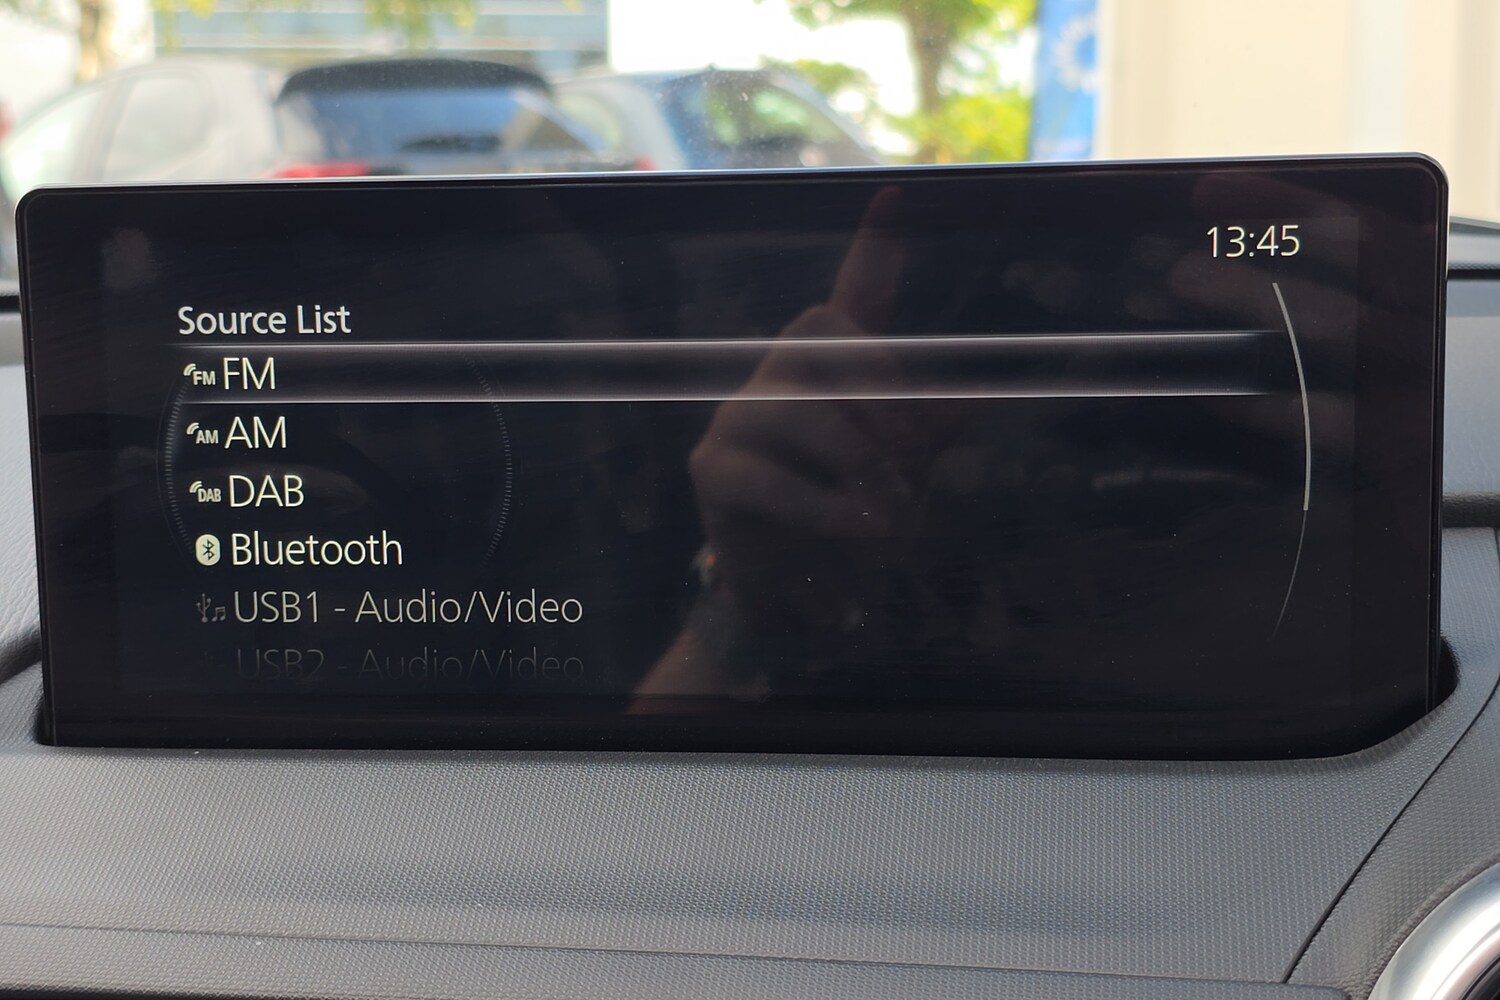 13:45
Source List
FM FM
AM AM
DAB DAB
Bluetooth
USB1 - Audio/Video
USB2 - Audio/Video